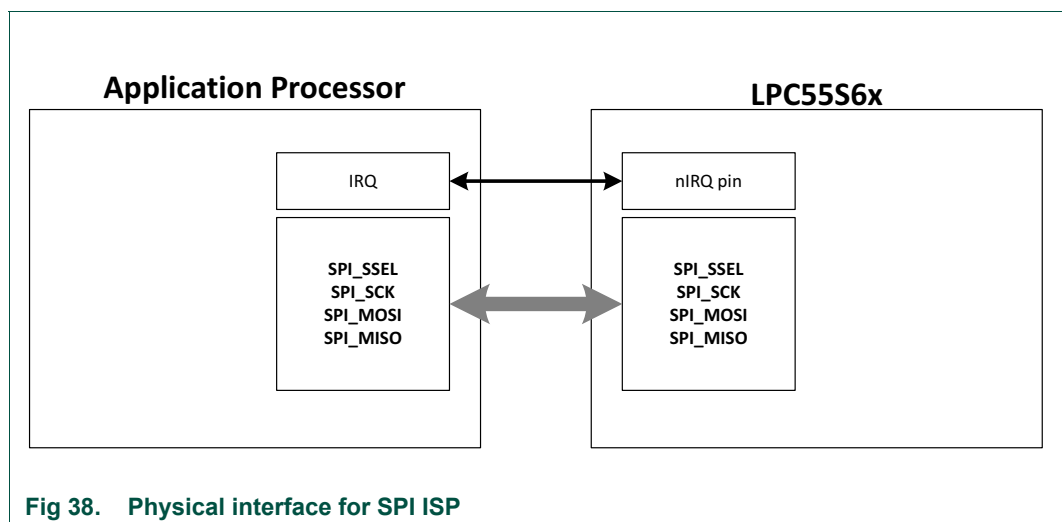 Application Processor
LPC55S6x
IRQ
nIRQ pin
SPI_SSEL
SPI_SCK
SPI_MOSI
SPI_MISO
SPI_SSEL
SPI_SCK
SPI_MOSI
SPI_MISO
Fig 38. Physical interface for SPI ISP